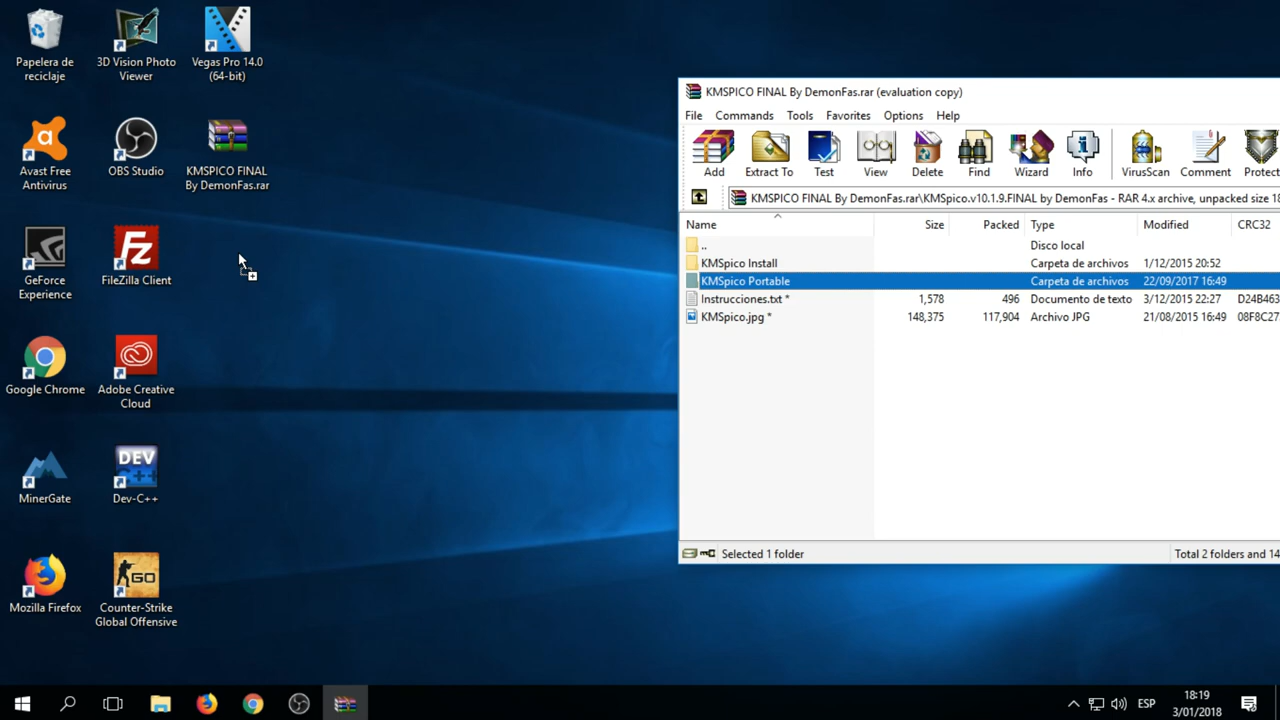 Papelera de
reciclaje
3D Vision Photo
Viewer
Vegas Pro 14.0
(64-bit)
Avast Free
Antivirus
OBS Studio
KMSPICO FINAL
By DemonFas.rar
GeForce
Experience
FileZilla Client
Google Chrome
Adobe Creative
Cloud
MinerGate
DEV
C++
Dev-C++
Mozilla Firefox
GO
Counter-Strike
Global Offensive
KMSPICO FINAL By DemonFas.rar (evaluation copy)
File Commands Tools Favorites Options Help
Add Extract To Test View Delete Find Wizard Info VirusScan Comment Protect
KMSPICO FINAL By DemonFas.rar\KMSpico.v10.1.9.FINAL by DemonFas - RAR 4.x archive, unpacked size 18
Name Size Packed Type Modified CRC32
.. Disco local
KMSpico Install Carpeta de archivos 1/12/2015 20:52
KMSpico Portable Carpeta de archivos 22/09/2017 16:49
Instrucciones.txt * 1,578 496 Documento de texto 3/12/2015 22:27 D24B463
KMSpico.jpg * 148,375 117,904 Archivo JPG 21/08/2015 16:49 08F8C27
Selected 1 folder Total 2 folders and 14
ESP
18:19
3/01/2018